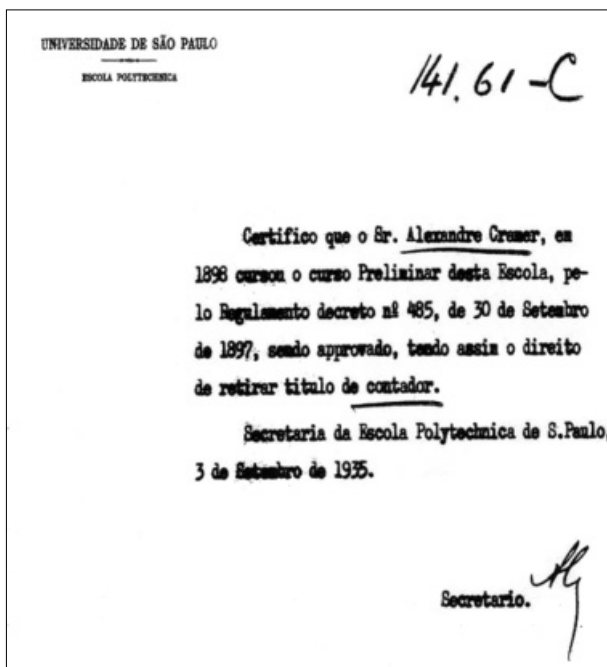 UNIVERSIDADE DE SÃO PAULO
ESCOLA POLYTECHNICA
141.61-C
Certifico que o Sr. Alexandre Cremer, em
1898 cursou o curso Preliminar desta Escola, pe-
lo Regulamento decreto nº 485, de 30 de Setembro
de 1897, sendo approvado, tendo assim o direito
de retirar titulo de contador.
Secretaria da Escola Polytechnica de S.Paulo,
3 de Setembro de 1935.
Secretario.